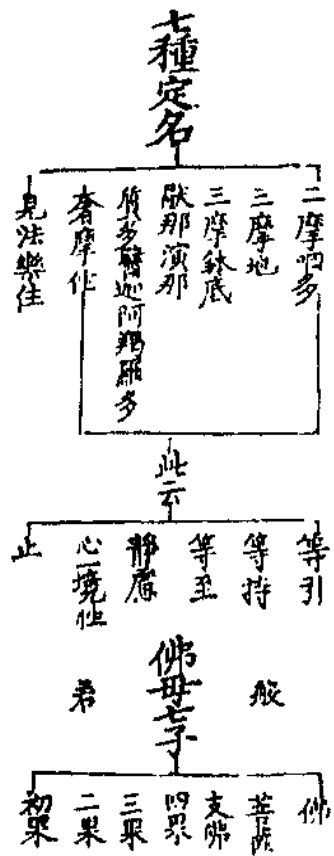 七種定名
三摩呬多
三摩地
三摩鉢底
䭾那演那
質多翳迦阿羯羅多
奢摩他
見法樂住
此云
等引
等持
等至
靜慮
心一境性
止
般
若
佛母七子
佛
菩薩
支佛
四果
三果
二果
初果